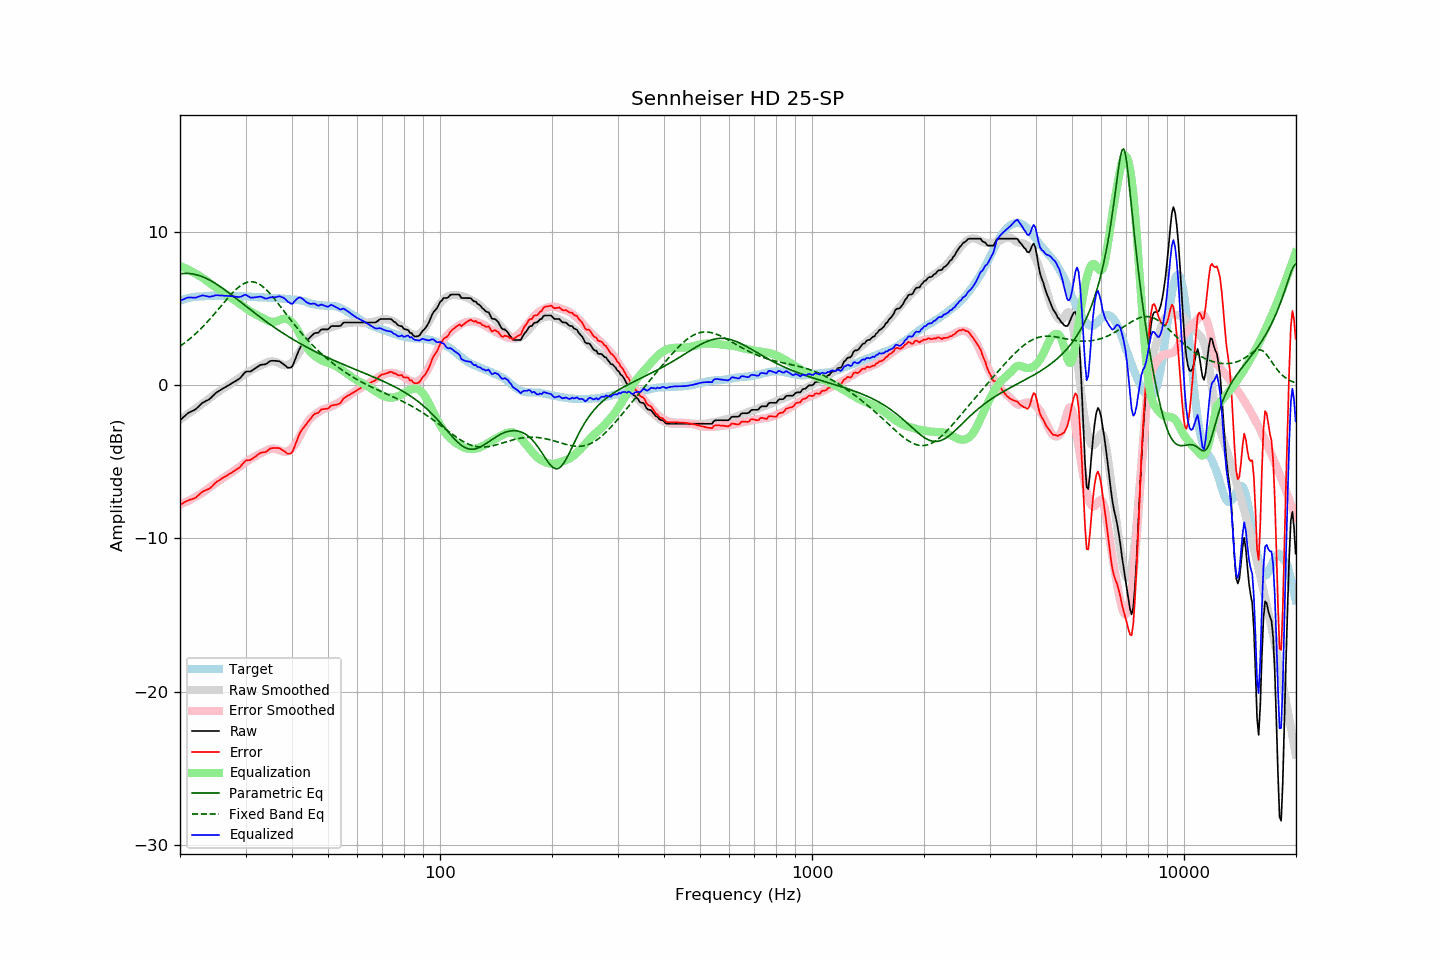 Sennheiser HD 25-SP
Amplitude (dBr)
10
0
−10
−20
−30
Target
Raw Smoothed
Error Smoothed
Raw
Error
Equalization
Parametric Eq
Fixed Band Eq
Equalized
100
1000
10000
Frequency (Hz)